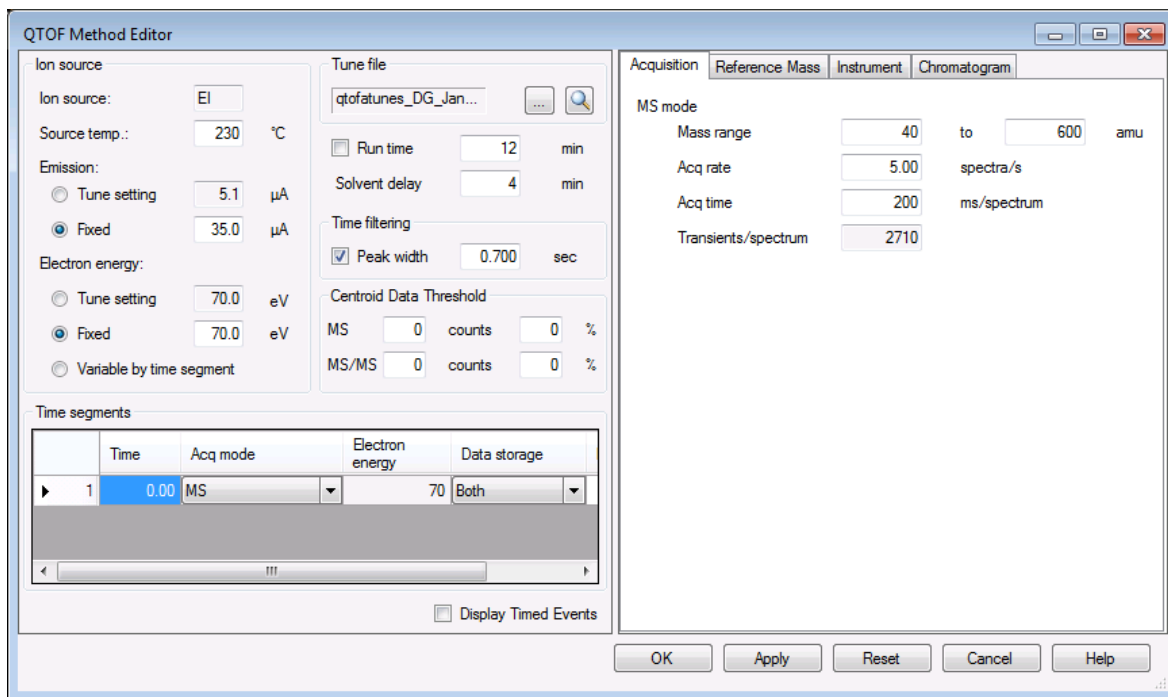 QTOF Method Editor
Ion source
Ion source: EI
Source temp.: 230 °C
Emission:
Tune setting 5.1 µA
Fixed 35.0 µA
Electron energy:
Tune setting 70.0 eV
Fixed 70.0 eV
Variable by time segment
Tune file
qtofatunes_DG_Jan... ...
Run time 12 min
Solvent delay 4 min
Time filtering
Peak width 0.700 sec
Centroid Data Threshold
MS 0 counts 0 %
MS/MS 0 counts 0 %
Time segments
Time Acq mode Electron energy Data storage
1 0.00 MS 70 Both
Display Timed Events
Acquisition Reference Mass Instrument Chromatogram
MS mode
Mass range 40 to 600 amu
Acq rate 5.00 spectra/s
Acq time 200 ms/spectrum
Transients/spectrum 2710
OK Apply Reset Cancel Help